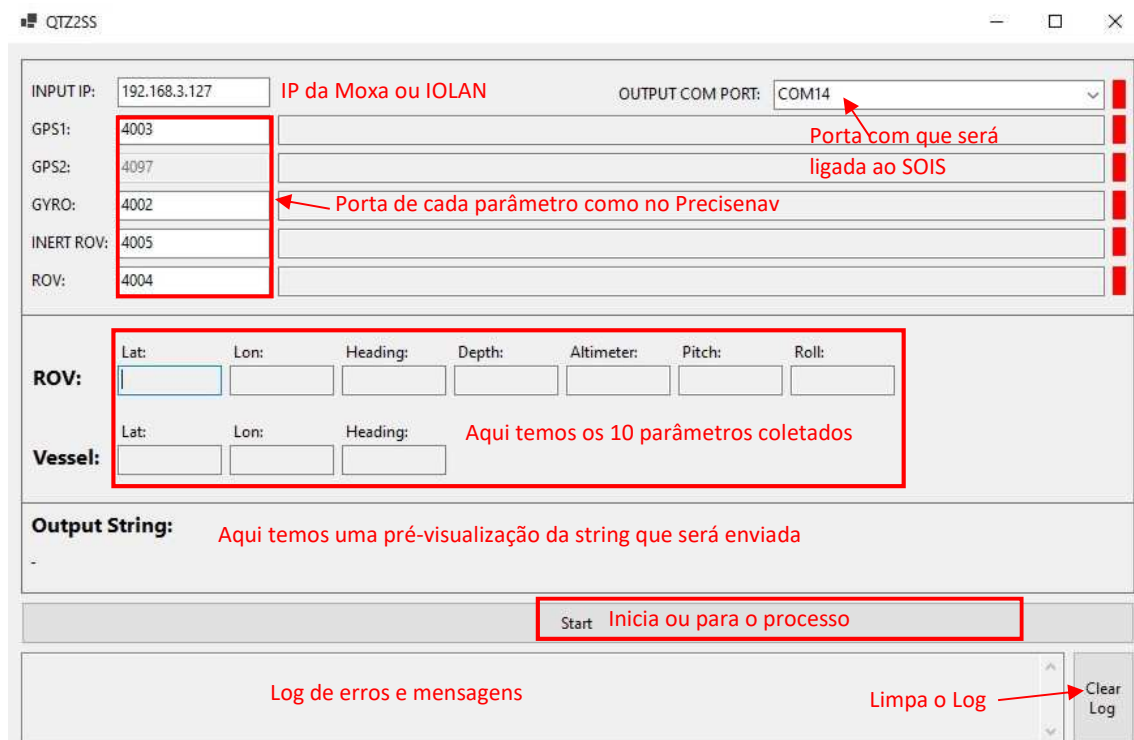 QTZ2SS
INPUT IP: 192.168.3.127 IP da Moxa ou IOLAN OUTPUT COM PORT: COM14
GPS1: 4003 Porta com que será
GPS2: 4097 ligada ao SOIS
GYRO: 4002 Porta de cada parâmetro como no Precisenav
INERT ROV: 4005
ROV: 4004
Lat: Lon: Heading: Depth: Altimeter: Pitch: Roll:
ROV:
Lat: Lon: Heading: Aqui temos os 10 parâmetros coletados
Vessel:
Output String: Aqui temos uma pré-visualização da string que será enviada
-
Start Inicia ou para o processo
Log de erros e mensagens Limpa o Log Clear
Log